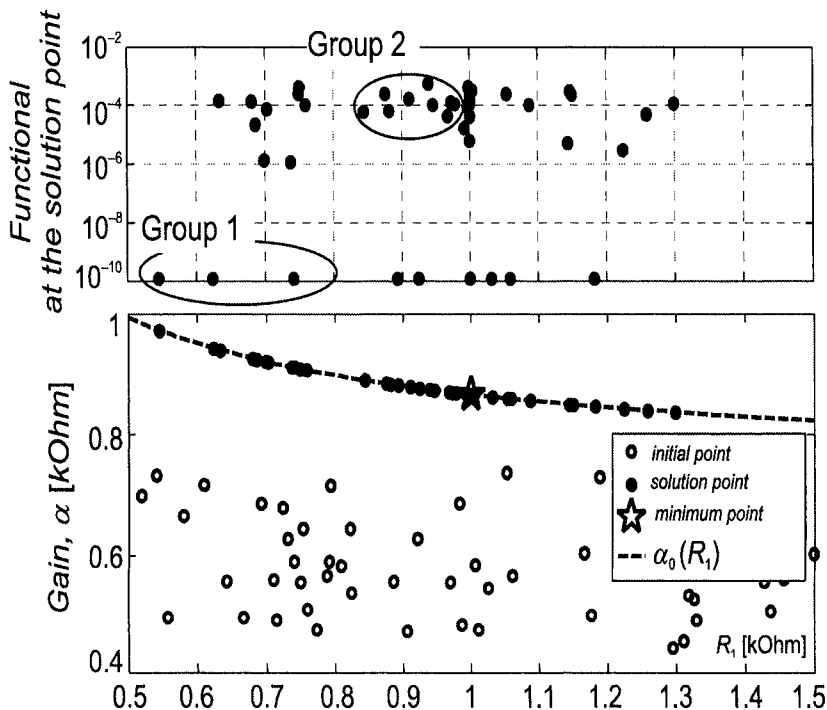 Functional
at the solution point
10⁻²
10⁻⁴
10⁻⁶
10⁻⁸
10⁻¹⁰
Group 2
Group 1
Gain, α [kOhm]
1
0.8
0.6
0.4
initial point
solution point
minimum point
α₀(R₁)
R₁ [kOhm]
0.5 0.6 0.7 0.8 0.9 1 1.1 1.2 1.3 1.4 1.5